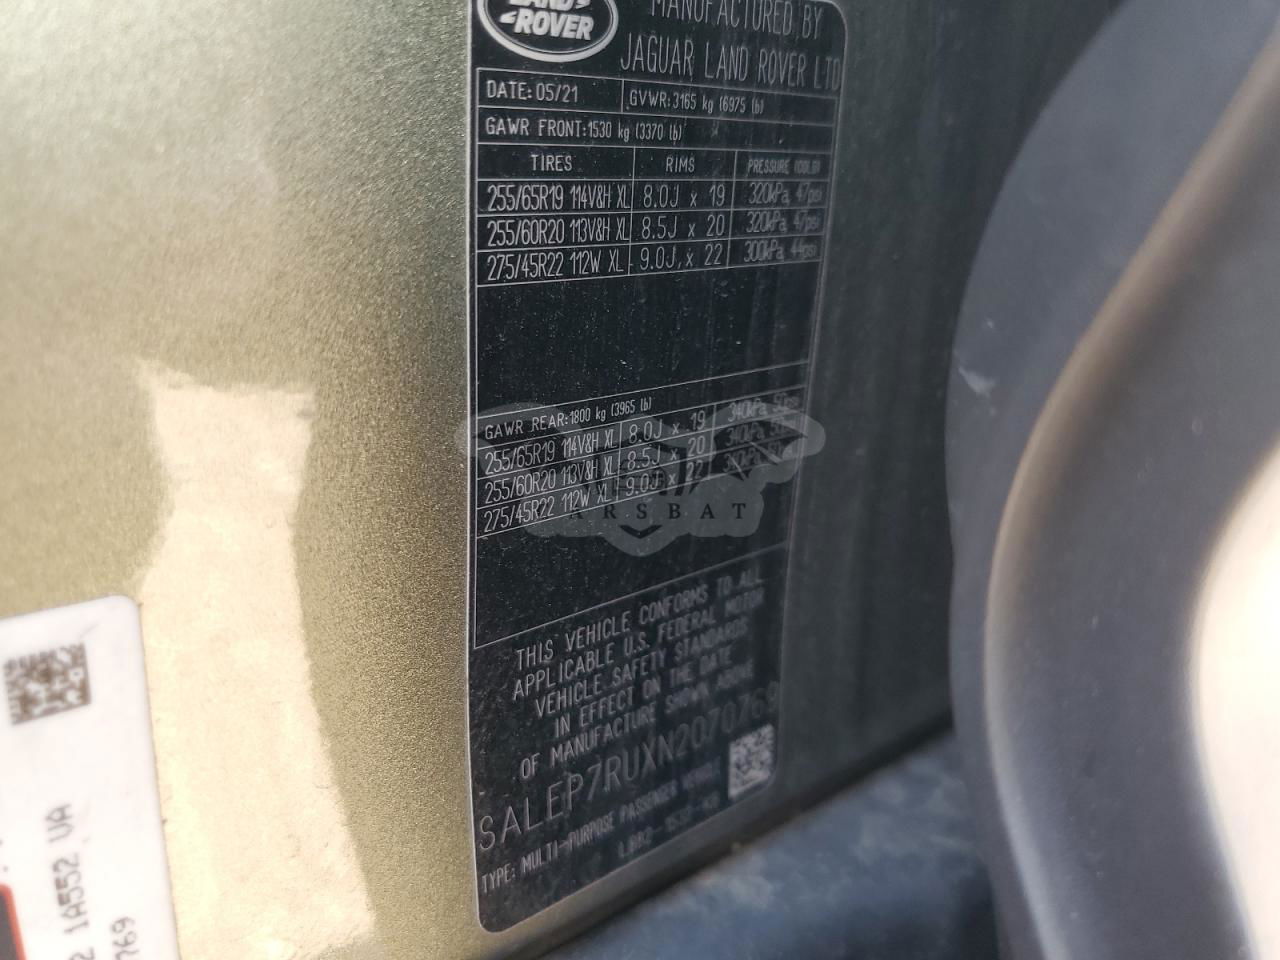 LAND
ROVER
MANUFACTURED BY
JAGUAR LAND ROVER LTD
DATE: 05/21 GVWR: 3165 kg (6975 lb)
GAWR FRONT: 1530 kg (3370 lb)
TIRES RIMS PRESSURE (COLD)
255/65R19 114V&H XL 8.0J x 19 320kPa, 47psi
255/60R20 113V&H XL 8.5J x 20 320kPa, 47psi
275/45R22 112W XL 9.0J x 22 300kPa, 44psi
GAWR REAR: 1800 kg (3965 lb)
255/65R19 114V&H XL 8.0J x 19 340kPa,
255/60R20 113V&H XL 8.5J x 20 340kPa,
275/45R22 112W XL 9.0J x 22
ARSBAT
THIS VEHICLE CONFORMS TO ALL
APPLICABLE U.S. FEDERAL MOTOR
VEHICLE SAFETY STANDARDS
IN EFFECT ON THE DATE
OF MANUFACTURE SHOWN ABOVE
SALEP7RUXN2070769
TYPE: MULTI-PURPOSE PASSENGER VEHICLE
2 1A552 UA
769